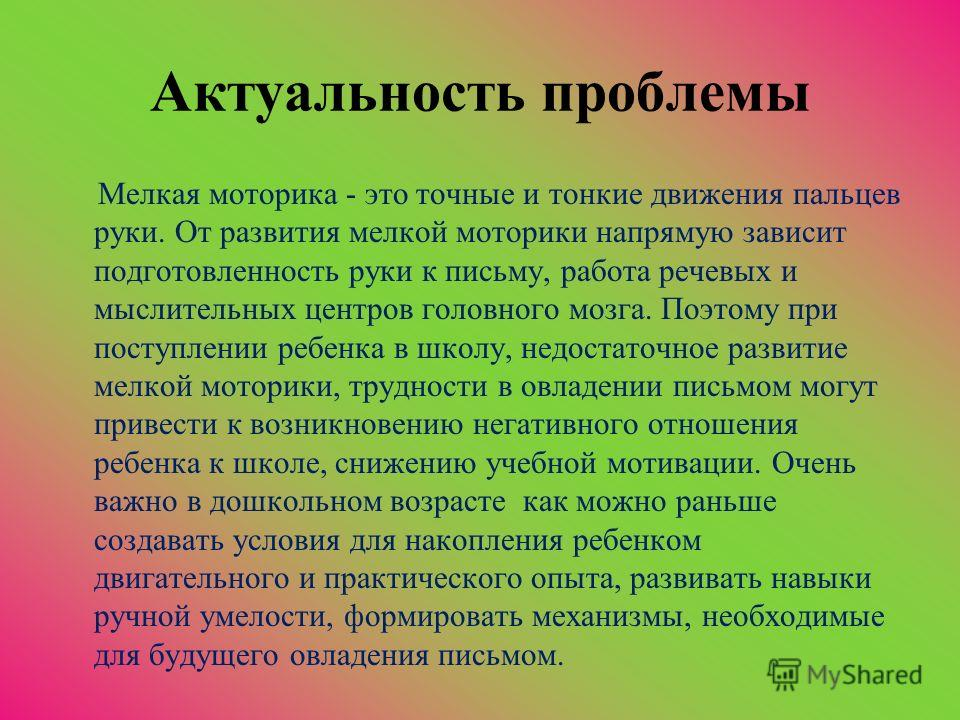 Актуальность проблемы
Мелкая моторика - это точные и тонкие движения пальцев
руки. От развития мелкой моторики напрямую зависит
подготовленность руки к письму, работа речевых и
мыслительных центров головного мозга. Поэтому при
поступлении ребенка в школу, недостаточное развитие
мелкой моторики, трудности в овладении письмом могут
привести к возникновению негативного отношения
ребенка к школе, снижению учебной мотивации. Очень
важно в дошкольном возрасте как можно раньше
создавать условия для накопления ребенком
двигательного и практического опыта, развивать навыки
ручной умелости, формировать механизмы, необходимые
для будущего овладения письмом.
MyShared